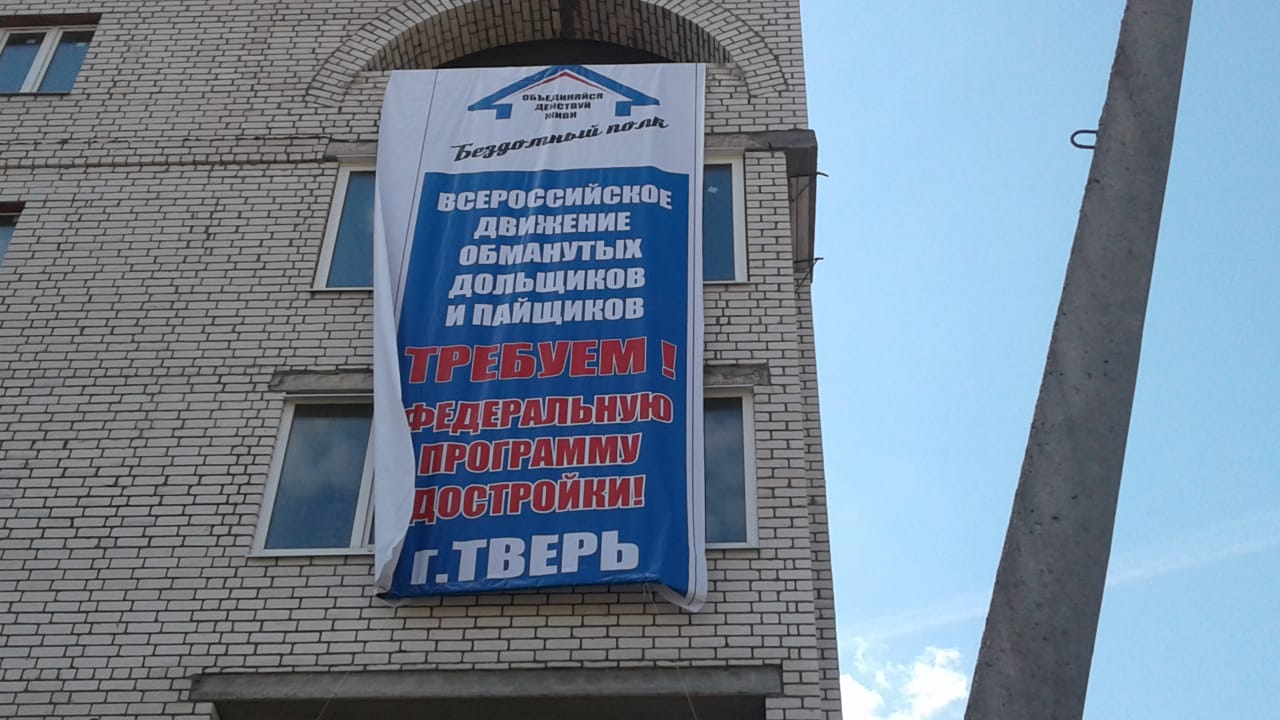 ОБЪЕДИНЯЙСЯ
ДЕЙСТВУЙ
ЖИВИ
Бездомный полк
ВСЕРОССИЙСКОЕ
ДВИЖЕНИЕ
ОБМАНУТЫХ
ДОЛЬЩИКОВ
И ПАЙЩИКОВ
ТРЕБУЕМ !
ФЕДЕРАЛЬНУЮ
ПРОГРАММУ
ДОСТРОЙКИ!
г.ТВЕРЬ